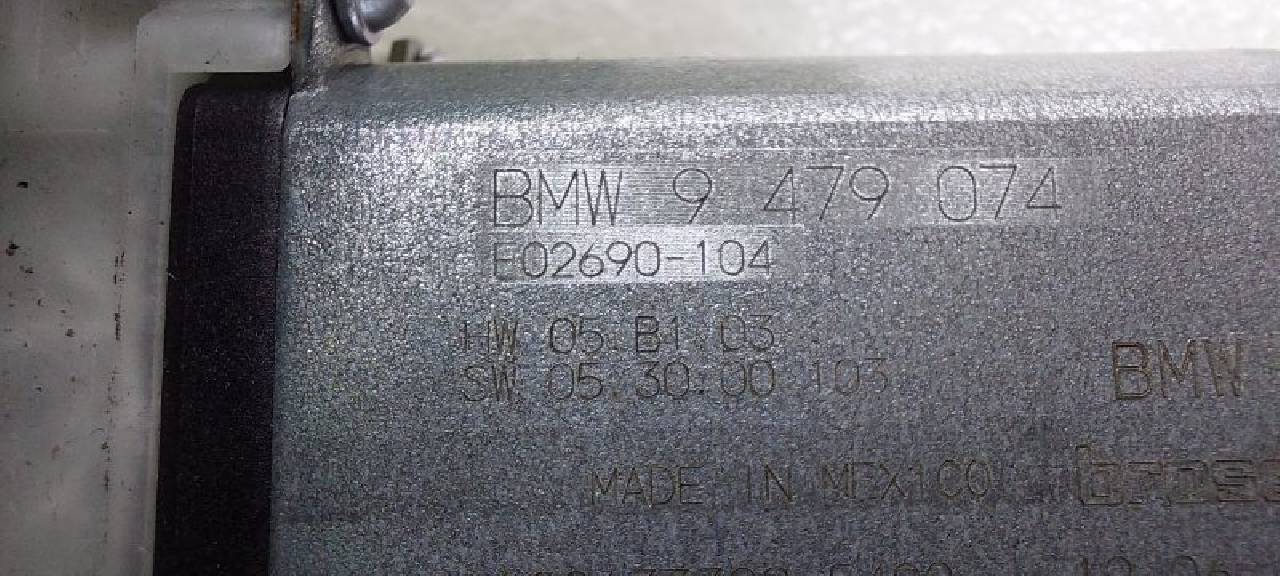 BMW 9 479 074
E02690-104
HW 05.B1.03
SW 05.30.00 103
BMW
MADE IN MEXICO brose